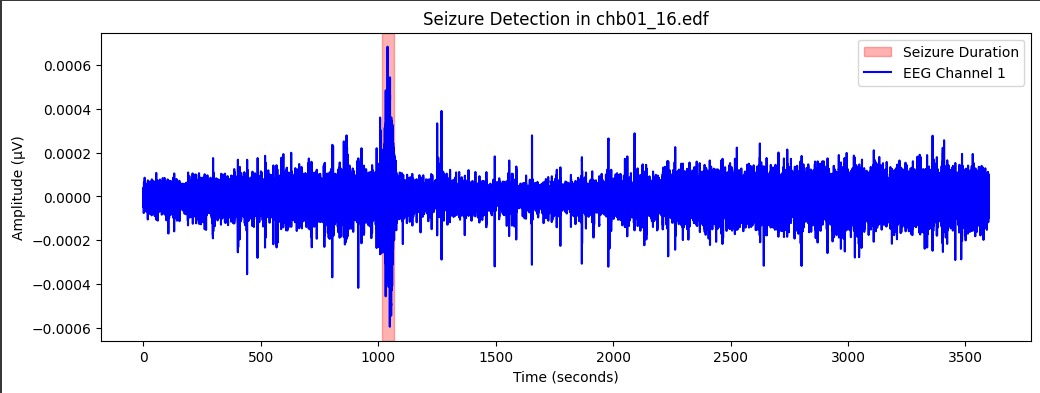 Seizure Detection in chb01_16.edf
Seizure Duration
EEG Channel 1
0.0006
0.0004
0.0002
0.0000
−0.0002
−0.0004
−0.0006
Amplitude (µV)
0 500 1000 1500 2000 2500 3000 3500
Time (seconds)